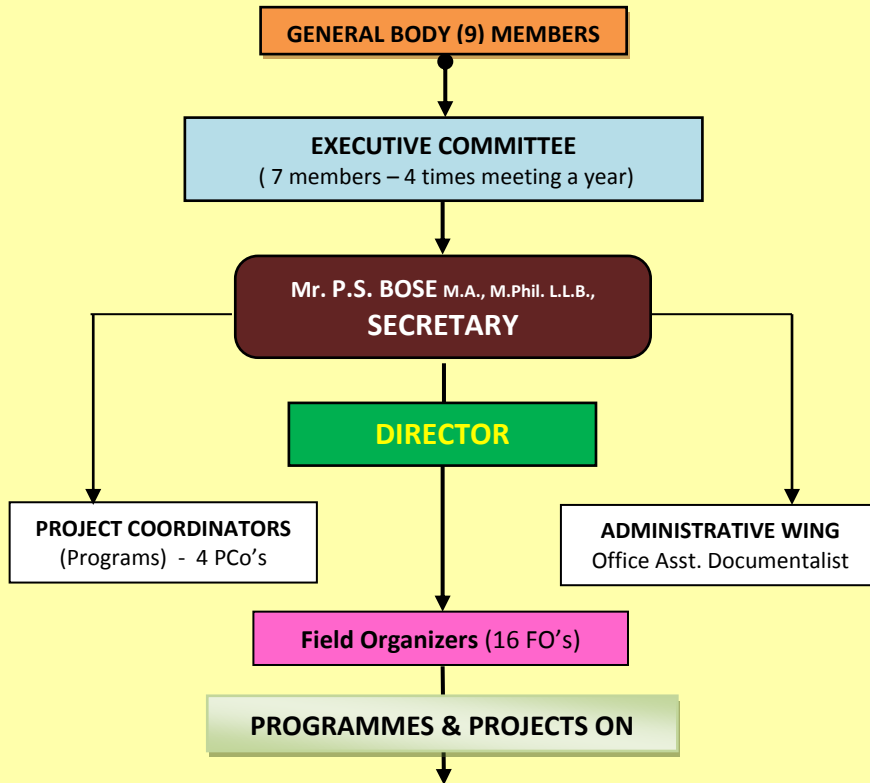 GENERAL BODY (9) MEMBERS
EXECUTIVE COMMITTEE
( 7 members – 4 times meeting a year)
Mr. P.S. BOSE M.A., M.Phil. L.L.B.,
SECRETARY
DIRECTOR
PROJECT COORDINATORS
(Programs) - 4 PCo’s
ADMINISTRATIVE WING
Office Asst. Documentalist
Field Organizers (16 FO’s)
PROGRAMMES & PROJECTS ON